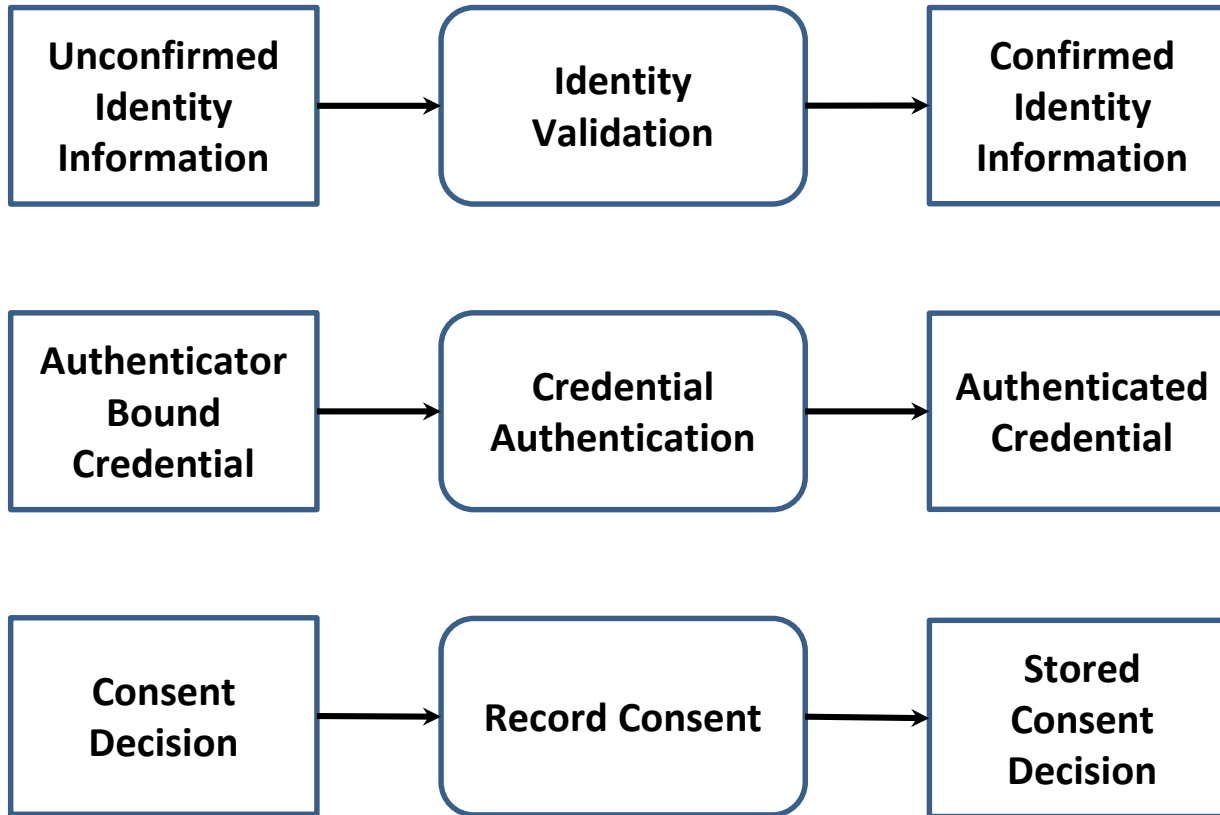 Unconfirmed
Identity
Information
Identity
Validation
Confirmed
Identity
Information
Authenticator
Bound
Credential
Credential
Authentication
Authenticated
Credential
Consent
Decision
Record Consent
Stored
Consent
Decision